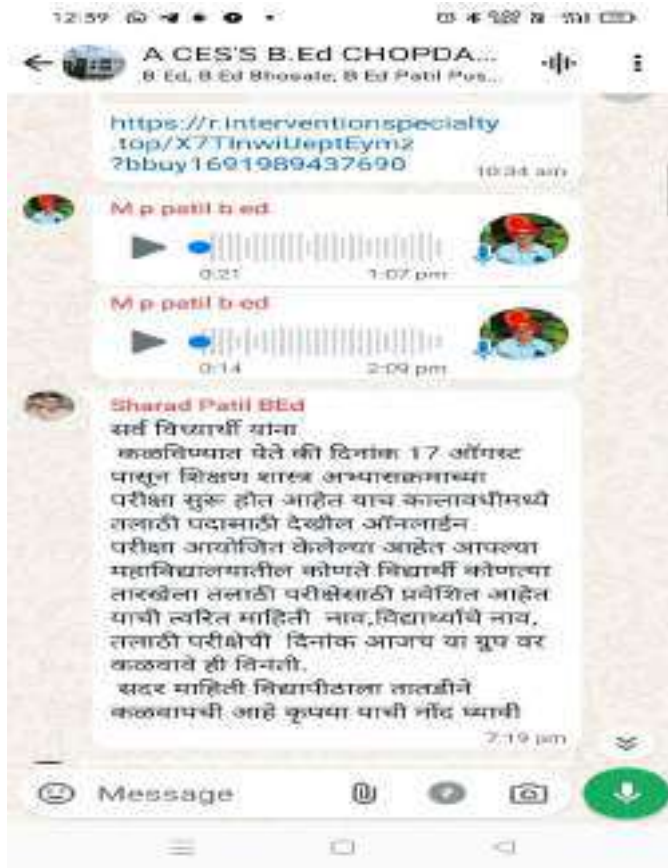 12:59
A CES'S B.Ed CHOPDA...
B Ed, B Ed Bhosale, B Ed Patil Pus...
https://r.interventionspecialty
.top/X7TInwiUeptEymz
?bbuy1691989437690
10:34 am
M p patil b ed
0:21 1:07 pm
M p patil b ed
0:14 2:09 pm
Sharad Patil BEd
सर्व विध्यार्थी यांना
कळविण्यात येते की दिनांक 17 ऑगस्ट
पासून शिक्षण शास्त्र अभ्यासक्रमाच्या
परीक्षा सुरू होत आहेत याच कालावधीमध्ये
तलाठी पदासाठी देखील ऑनलाईन
परीक्षा आयोजित केलेल्या आहेत आपल्या
महाविद्यालयातील कोणते विद्यार्थी कोणत्या
तारखेला तलाठी परीक्षेसाठी प्रवेशित आहेत
याची त्वरित माहिती नाव,विद्यार्थ्याचे नाव,
तलाठी परीक्षेची दिनांक आजच या ग्रुप वर
कळवावे ही विनती.
सदर माहिती विद्यापीठाला तातडीने
कळवायची आहे कृपया याची नोंद घ्यावी
7:19 pm
Message